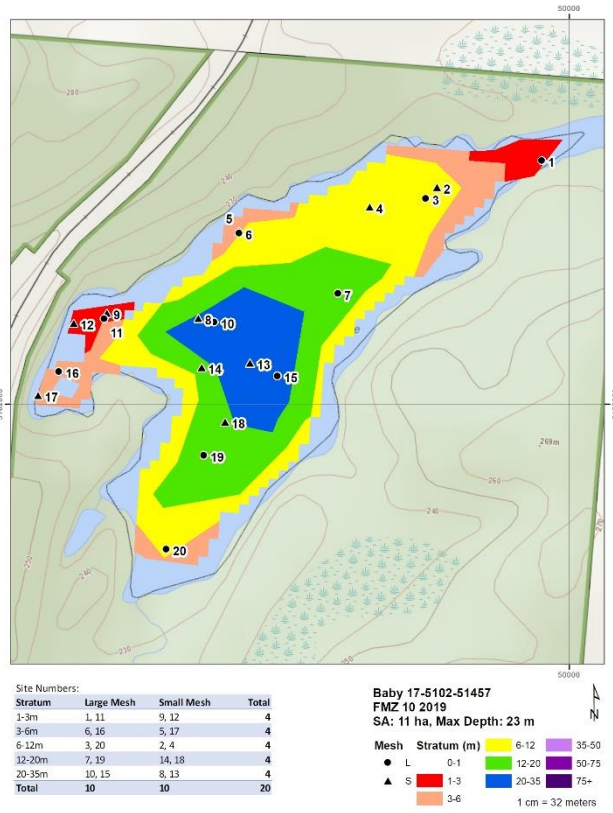 50000
280
240
230
1
2
3
4
5
6
7
9
12
8
10
11
13
14
16
15
17
18
269m
19
260
240
270
20
250
240
230
250
Site Numbers:
Stratum Large Mesh Small Mesh Total
1-3m 1, 11 9, 12 4
3-6m 6, 16 5, 17 4
6-12m 3, 20 2, 4 4
12-20m 7, 19 14, 18 4
20-35m 10, 15 8, 13 4
Total 10 10 20
50000
Baby 17-5102-51457
FMZ 10 2019
SA: 11 ha, Max Depth: 23 m
N
Mesh Stratum (m) 6-12 35-50
L 0-1 12-20 50-75
S 1-3 20-35 75+
3-6
1 cm = 32 meters